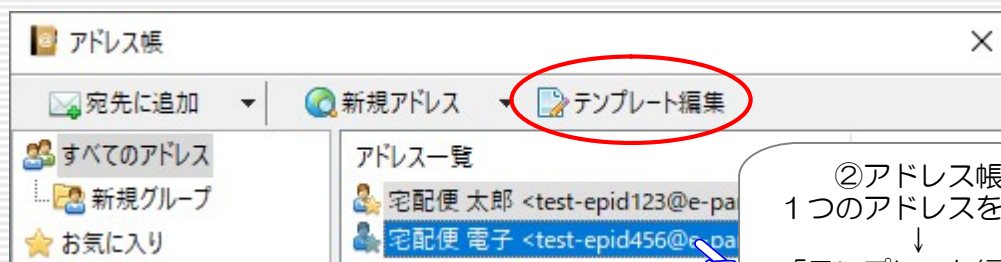 アドレス帳
宛先に追加 新規アドレス テンプレート編集
すべてのアドレス
新規グループ
お気に入り
アドレス一覧
宅配便 太郎 <test-epid123@e-pa
宅配便 電子 <test-epid456@e-pa
②アドレス帳
１つのアドレスを
↓